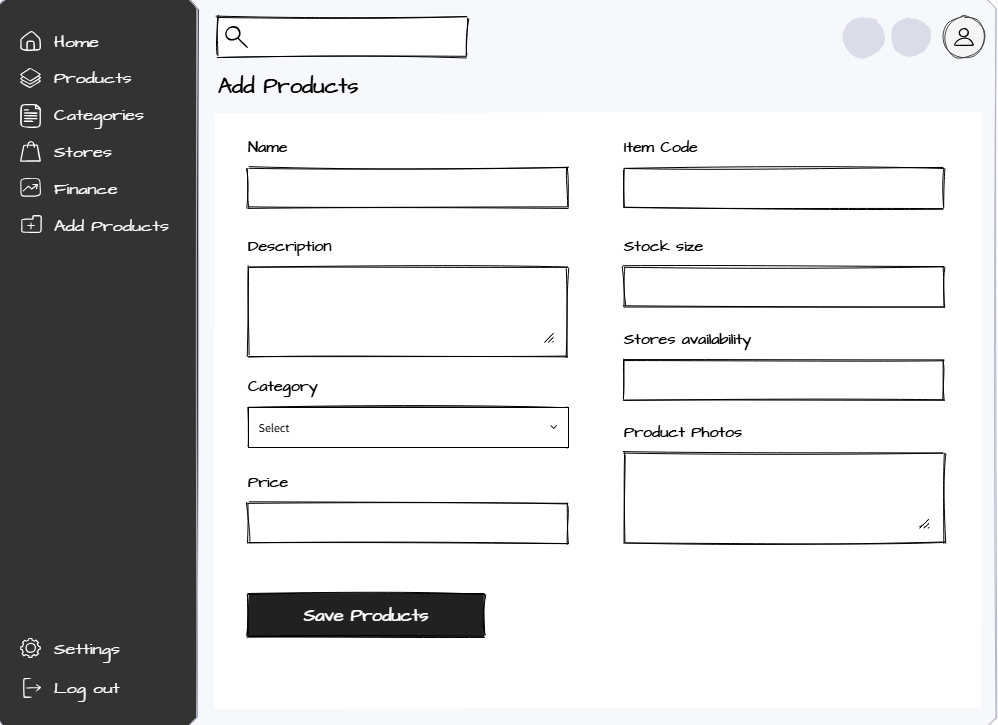 Home
Products
Categories
Stores
Finance
Add Products
Settings
Log out
Add Products
Name
Description
Category
Select
Price
Item Code
Stock size
Stores availability
Product Photos
Save Products